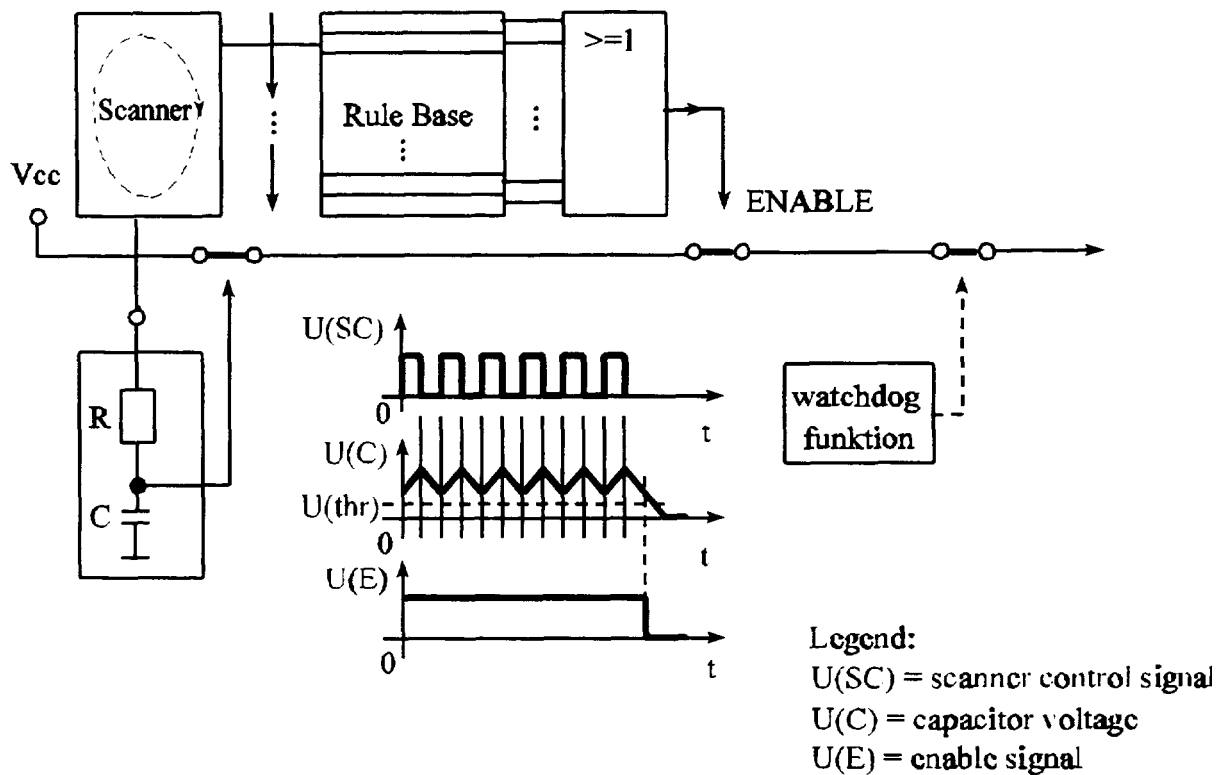 >=1
Scanner
Rule Base
Vcc
ENABLE
U(SC)
0
t
R
U(C)
U(thr)
0
t
C
watchdog
funktion
U(E)
0
t
Legend:
U(SC) = scanner control signal
U(C) = capacitor voltage
U(E) = enable signal